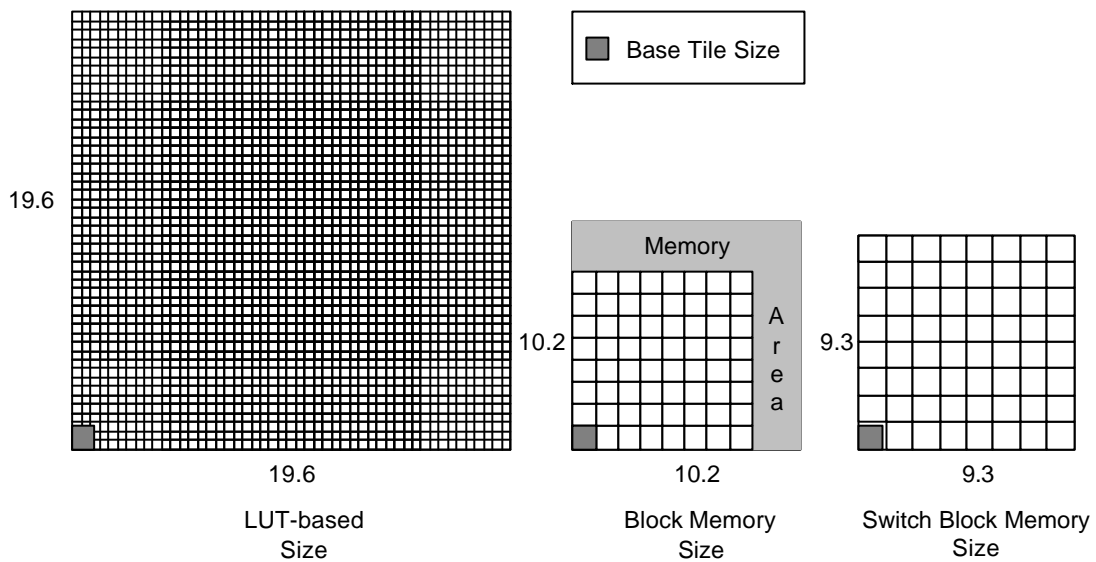 Base Tile Size
19.6
Memory
10.2
A
r
e
a
9.3
19.6
10.2
9.3
LUT-based
Size
Block Memory
Size
Switch Block Memory
Size